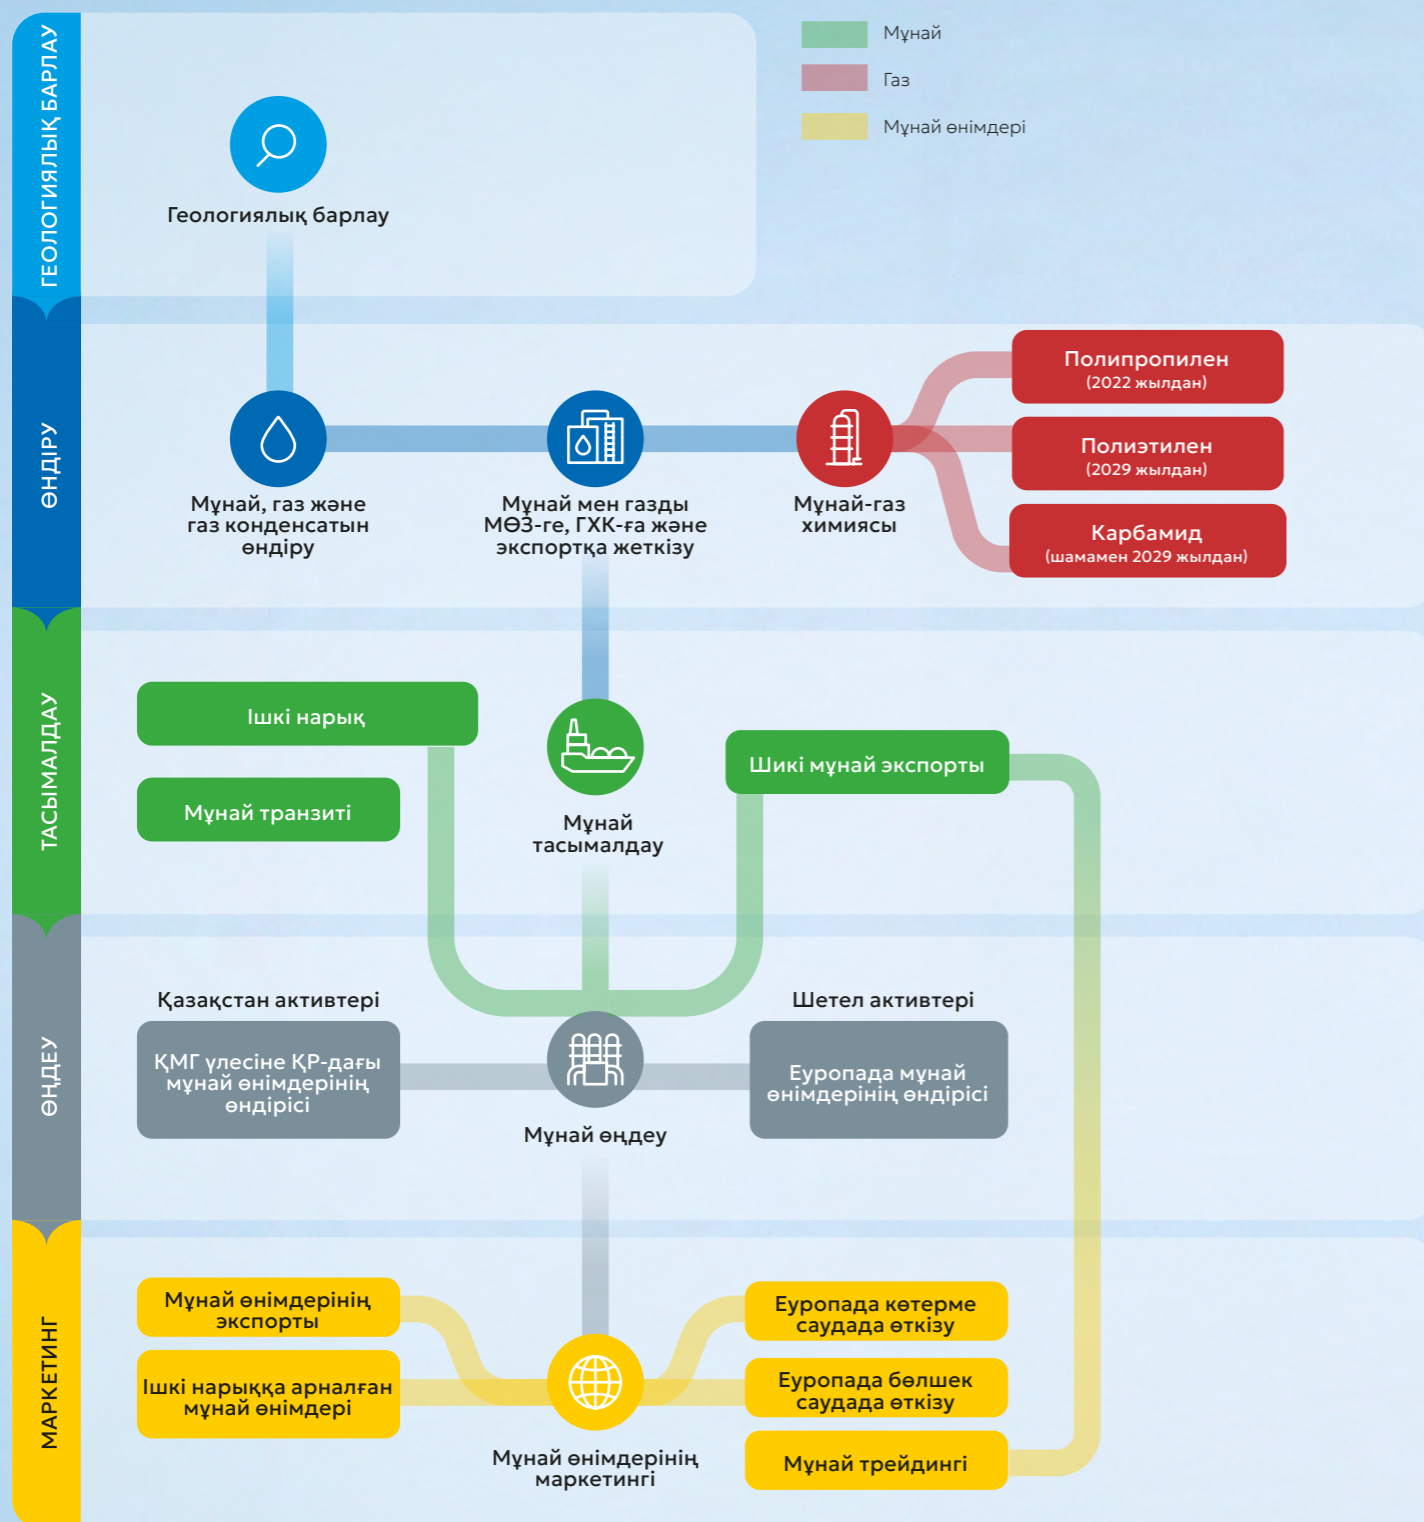 Мұнай
Газ
Мұнай өнімдері
ГЕОЛОГИЯЛЫҚ БАРЛАУ
Геологиялық барлау
ӨНДІРУ
Мұнай, газ және
газ конденсатын
өндіру
Мұнай мен газды
МӨЗ-ге, ГХК-ға және
экспортқа жеткізу
Мұнай-газ
химиясы
Полипропилен
(2022 жылдан)
Полиэтилен
(2029 жылдан)
Карбамид
(шамамен 2029 жылдан)
ТАСЫМАЛДАУ
Ішкі нарық
Мұнай транзиті
Мұнай
тасымалдау
Шикі мұнай экспорты
ӨҢДЕУ
Қазақстан активтері
ҚМГ үлесіне ҚР-дағы
мұнай өнімдерінің
өндірісі
Мұнай өңдеу
Шетел активтері
Еуропада мұнай
өнімдерінің өндірісі
МАРКЕТИНГ
Мұнай өнімдерінің
экспорты
Ішкі нарыққа арналған
мұнай өнімдері
Мұнай өнімдерінің
маркетингі
Еуропада көтерме
саудада өткізу
Еуропада бөлшек
саудада өткізу
Мұнай трейдингі